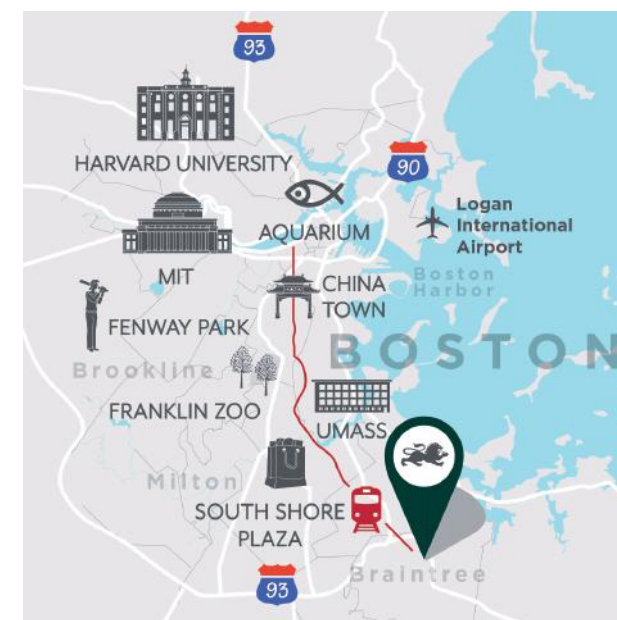 93
HARVARD UNIVERSITY
90
AQUARIUM
Logan
International
Airport
MIT
CHINA
TOWN
Boston
Harbor
FENWAY PARK
BOSTON
Brookline
FRANKLIN ZOO
UMASS
Milton
SOUTH SHORE
PLAZA
Braintree
93